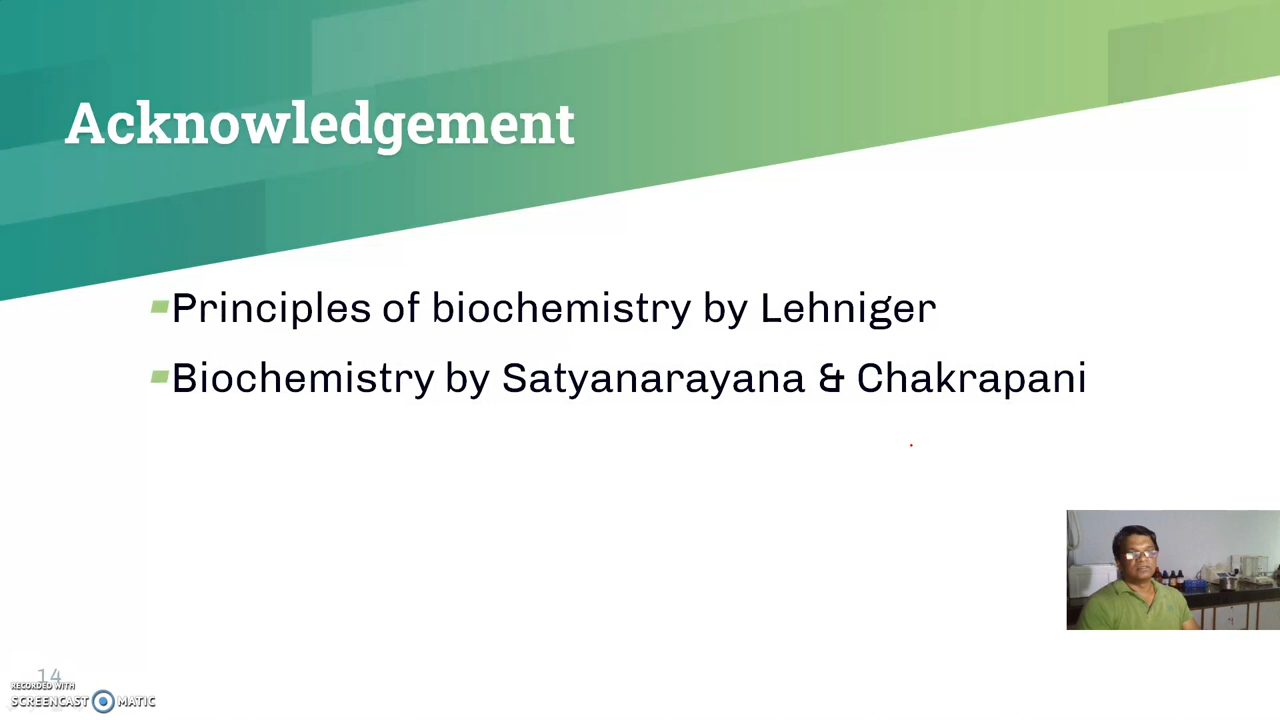 Acknowledgement
Principles of biochemistry by Lehniger
Biochemistry by Satyanarayana & Chakrapani
14
RECORDED WITH
SCREENCAST MATIC